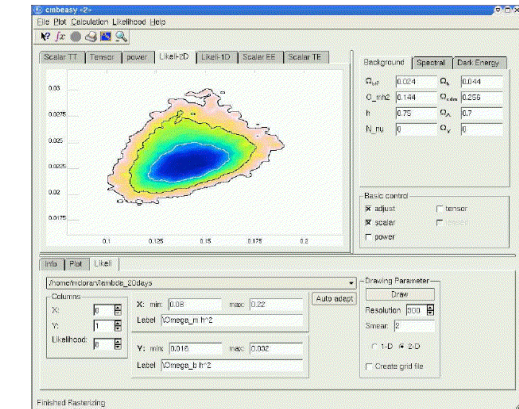 cmbeasy «2»
File Plot Calculation Likelihood Help
Scalar TT Tensor power Likeli-2D Likeli-1D Scalar EE Scalar TE
Background Spectral Dark Energy
0.024 Ω 0.044
O_mh2 0.144 0.256
h 0.75 0.7
N_nu 0 0
0.03
0.0275
0.025
0.0225
0.02
0.0175
0.1 0.125 0.15 0.175 0.2
Basic control
adjust tensor
scalar
power
Info Plot Likeli
/home/mdoran/lambda_20days
Columns
X: 0
Y: 1
Likelihood:
X: min: 0.08 max: 0.22
Label \Omega_m h^2
Y: min: 0.016 max: 0.032
Label \Omega_b h^2
Auto adapt
Drawing Parameter
Draw
Resolution 500
Smear: 2
1-D 2-D
Create grid file
Finished Rasterizing